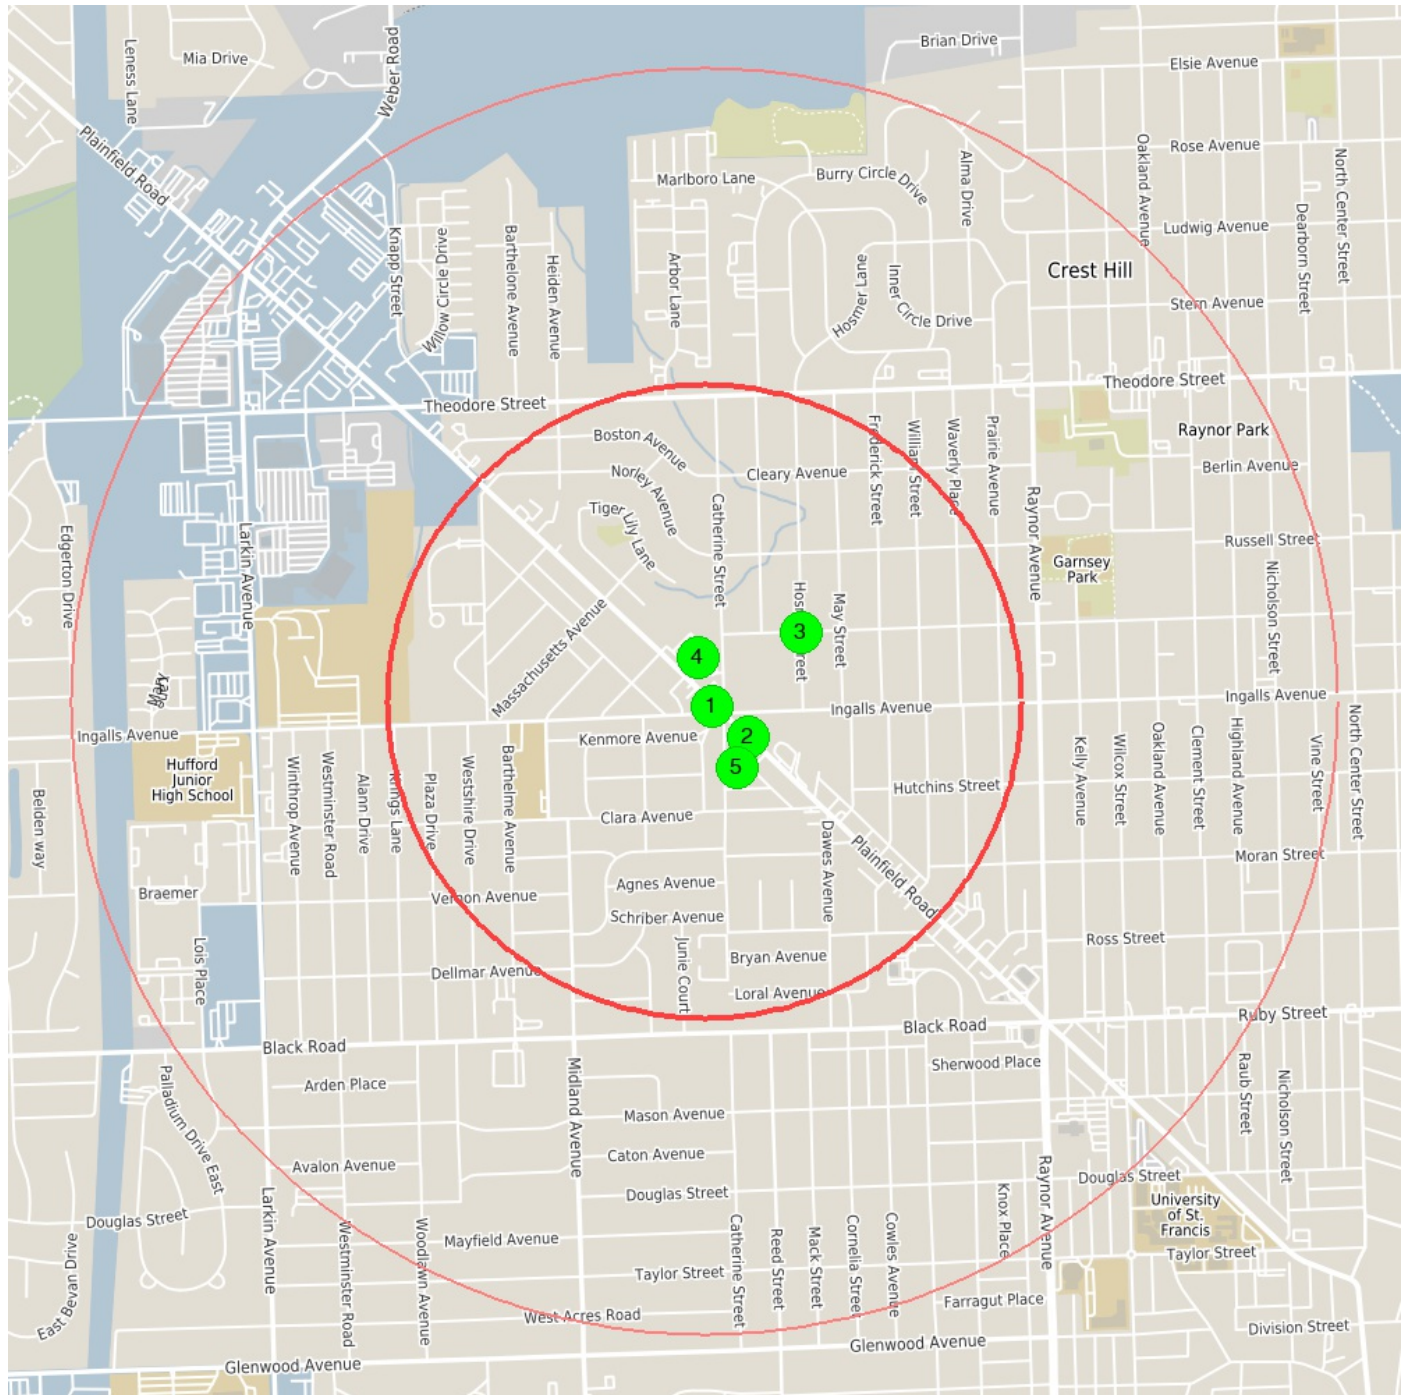 Brian Drive
Mia Drive
Elsie Avenue
Leness Lane
Weber Road
Plainfield Road
Rose Avenue
Oakland Avenue
North Center Street
Marlboro Lane
Burry Circle Drive
Alma Drive
Dearborn Street
Ludwig Avenue
Knapp Street
Willow Circle Drive
Barthelone Avenue
Heiden Avenue
Arbor Lane
Hosmer Lane
Inner Circle Drive
Crest Hill
Stern Avenue
Theodore Street
Theodore Street
Boston Avenue
Frederick Street
William Street
Waverly Place
Prairie Avenue
Raynor Park
Berlin Avenue
Norley Avenue
Cleary Avenue
Tiger Lily Lane
Catherine Street
Raynor Avenue
Edgerton Drive
Larkin Avenue
Russell Street
Garnsey
Park
Nicholson Street
Massachusetts Avenue
May Street
3
4
1
2
5
Ingalls Avenue
Ingalls Avenue
Ingalls Avenue
Kenmore Avenue
Hufford
Junior
High School
Winthrop Avenue
Westminster Road
Alann Drive
Krings Lane
Plaza Drive
Westshire Drive
Barthelme Avenue
Kelly Avenue
Wilcox Street
Oakland Avenue
Clement Street
Highland Avenue
Vine Street
North Center Street
Hutchins Street
Belden way
Clara Avenue
Dawes Avenue
Plainfield Road
Moran Street
Braemer
Vernon Avenue
Agnes Avenue
Schriber Avenue
Ross Street
Lois Place
Junie Court
Bryan Avenue
Dellmar Avenue
Loral Avenue
Black Road
Black Road
Ruby Street
Sherwood Place
Palladium Drive East
Arden Place
Midland Avenue
Mason Avenue
Raub Street
Nicholson Street
Avalon Avenue
Caton Avenue
Douglas Street
Douglas Street
Douglas Street
Larkin Avenue
Knox Place
Raynor Avenue
University
of St.
Francis
East Bevan Drive
Westminster Road
Woodlawn Avenue
Mayfield Avenue
Catherine Street
Reed Street
Mack Street
Cornelia Street
Cowles Avenue
Taylor Street
Taylor Street
West Acres Road
Farragut Place
Division Street
Glenwood Avenue
Glenwood Avenue